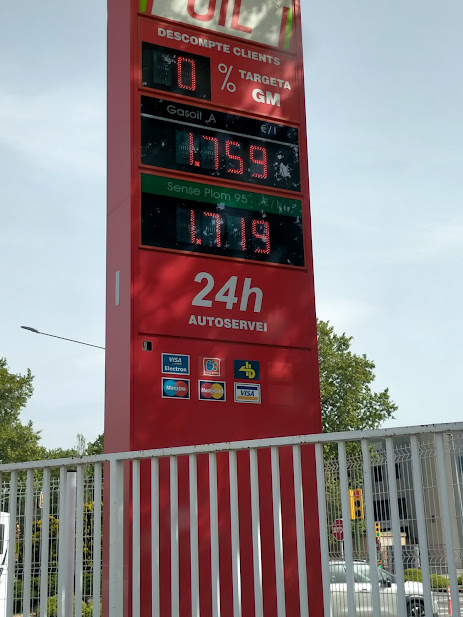 OIL
DESCOMPTE CLIENTS
0 % TARGETA
GM
Gasoil A €/l
1.759
Sense Plom 95 €/l
1.719
24h
AUTOSERVEI
VISA
Electron
Maestro
MasterCard
VISA